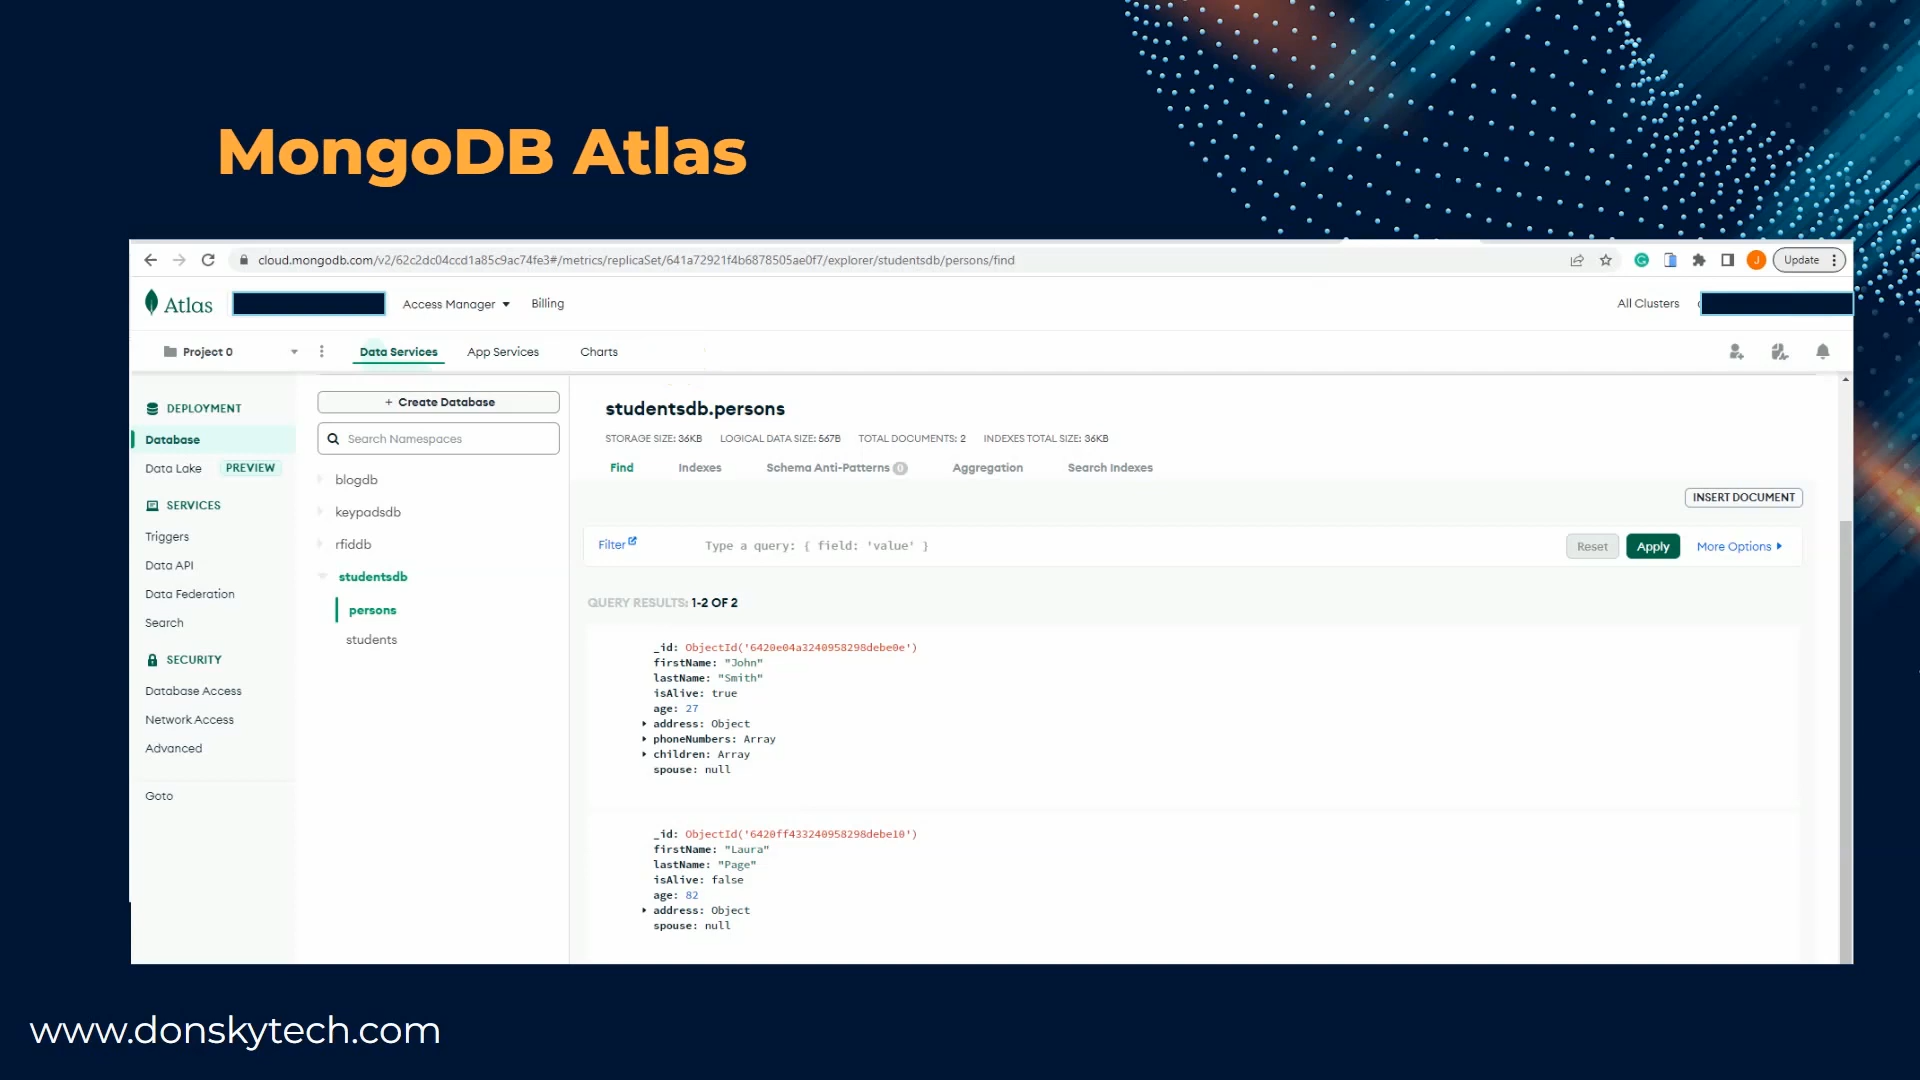 MongoDB Atlas
cloud.mongodb.com/v2/62c2dc04ccd1a85c9ac74fe3#/metrics/replicaSet/641a72921f4b6878505ae0f7/explorer/studentsdb/persons/find
J
Update
Atlas
Access Manager
Billing
All Clusters
Project 0
Data Services
App Services
Charts
DEPLOYMENT
Database
Data Lake PREVIEW
SERVICES
Triggers
Data API
Data Federation
Search
SECURITY
Database Access
Network Access
Advanced
Goto
+ Create Database
Search Namespaces
blogdb
keypadsdb
rfiddb
studentsdb
persons
students
studentsdb.persons
STORAGE SIZE: 36KB LOGICAL DATA SIZE: 567B TOTAL DOCUMENTS: 2 INDEXES TOTAL SIZE: 36KB
Find Indexes Schema Anti-Patterns 0 Aggregation Search Indexes
INSERT DOCUMENT
Filter Type a query: { field: 'value' } Reset Apply More Options
QUERY RESULTS: 1-2 OF 2
_id: ObjectId('6420e04a3240958298debe0e')
firstName: "John"
lastName: "Smith"
isAlive: true
age: 27
address: Object
phoneNumbers: Array
children: Array
spouse: null
_id: ObjectId('6420ff433240958298debe10')
firstName: "Laura"
lastName: "Page"
isAlive: false
age: 82
address: Object
spouse: null
www.donskytech.com